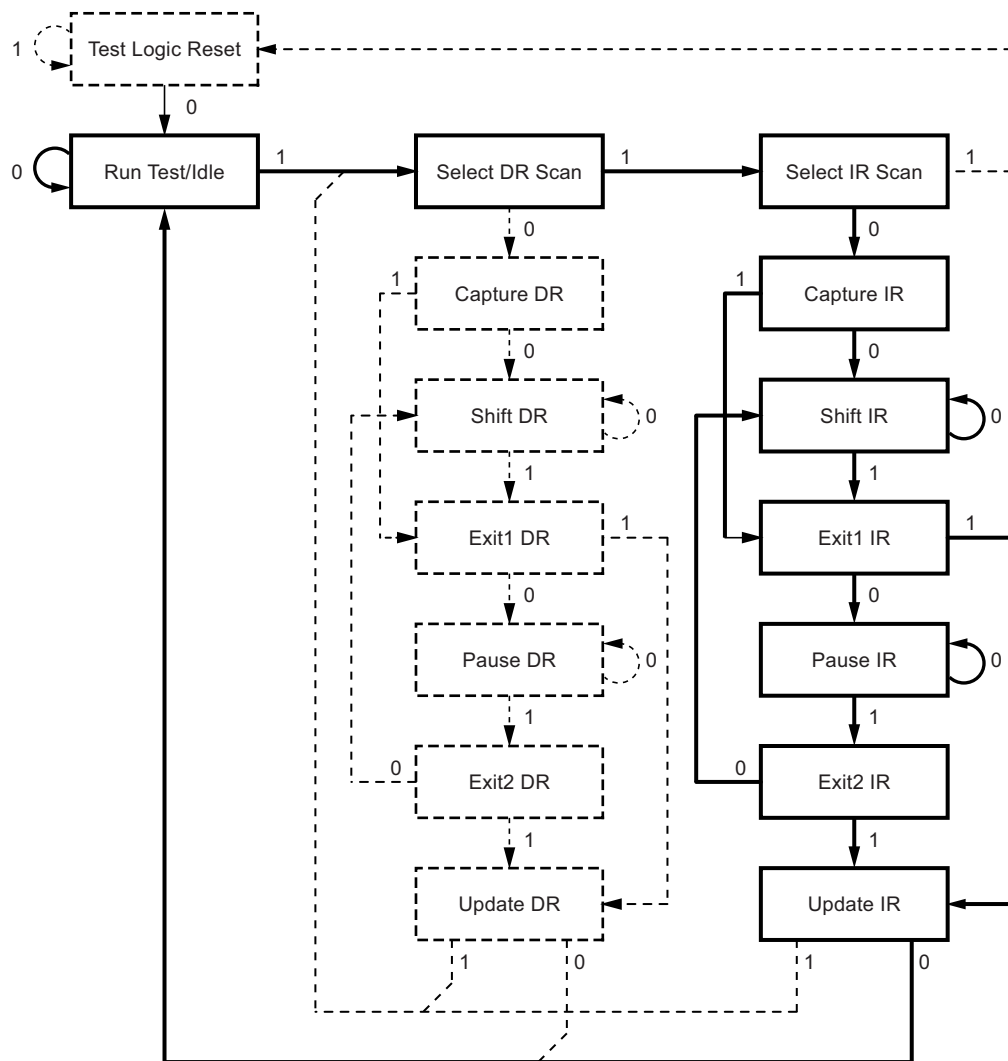 1
Test Logic Reset
0
0
Run Test/Idle
1
Select DR Scan
1
Select IR Scan
1
0
0
1
Capture DR
1
Capture IR
0
0
Shift DR
0
Shift IR
0
1
1
Exit1 DR
1
Exit1 IR
1
0
0
Pause DR
0
Pause IR
0
1
1
0
Exit2 DR
0
Exit2 IR
1
1
Update DR
Update IR
1
0
1
0